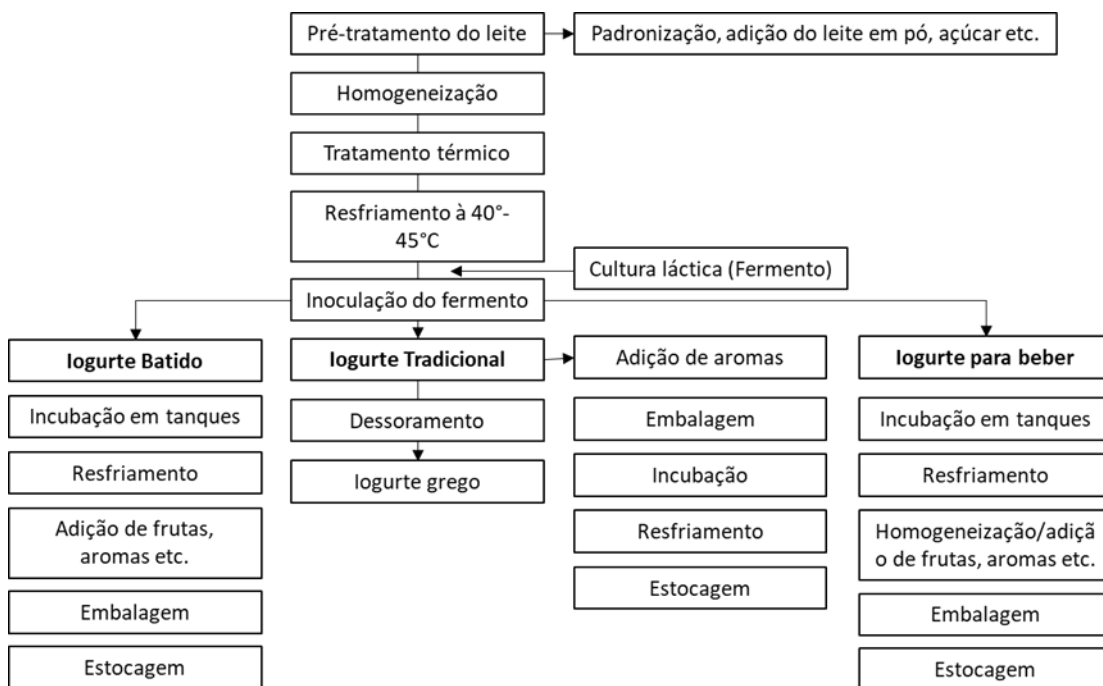 Pré-tratamento do leite
Padronização, adição do leite em pó, açúcar etc.
Homogeneização
Tratamento térmico
Resfriamento à 40°-
45°C
Cultura láctica (Fermento)
Inoculação do fermento
Iogurte Batido
Incubação em tanques
Resfriamento
Adição de frutas,
aromas etc.
Embalagem
Estocagem
Iogurte Tradicional
Dessoramento
Iogurte grego
Adição de aromas
Embalagem
Incubação
Resfriamento
Estocagem
Iogurte para beber
Incubação em tanques
Resfriamento
Homogeneização/adiçã
o de frutas, aromas etc.
Embalagem
Estocagem